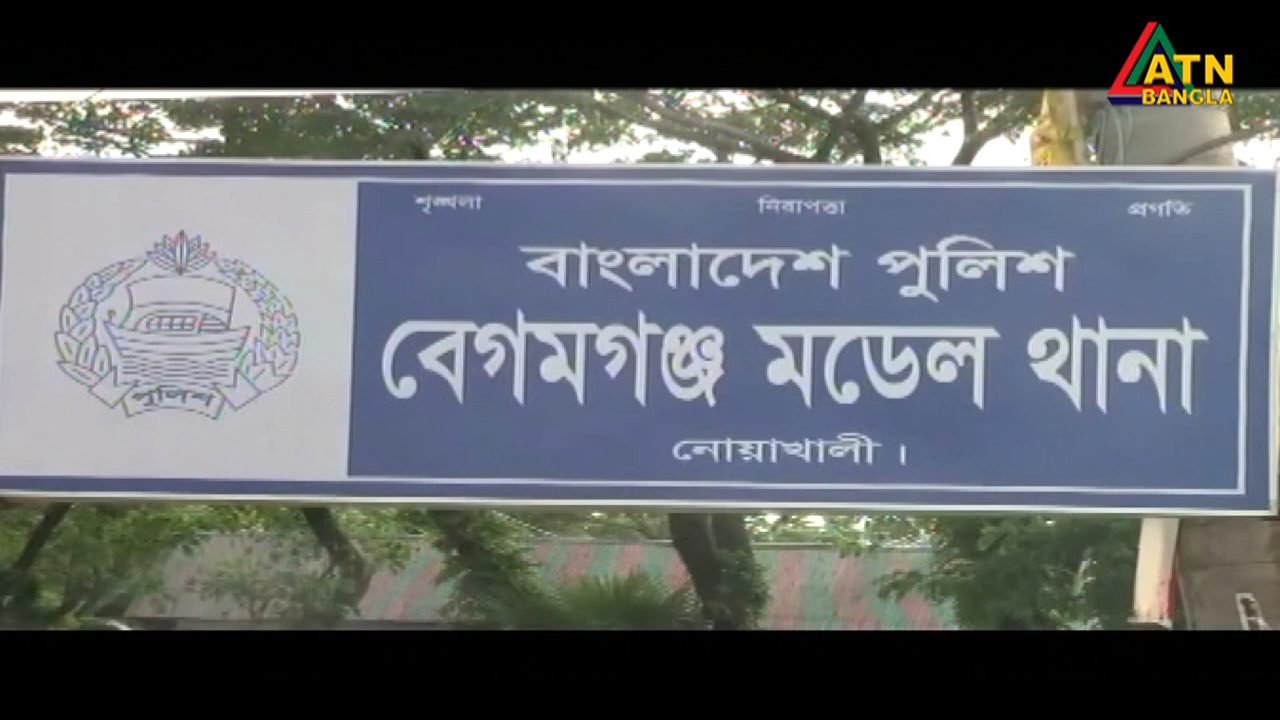 ATN
BANGLA
শৃঙ্খলা নিরাপত্তা প্রগতি
বাংলাদেশ পুলিশ
বেগমগঞ্জ মডেল থানা
নোয়াখালী।
পুলিশ